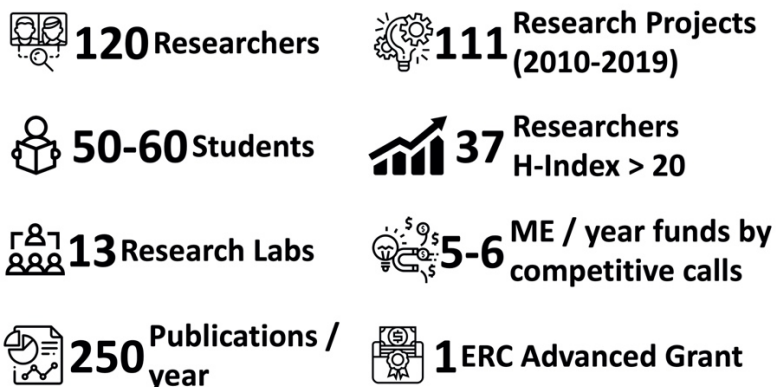 120 Researchers
111 Research Projects
(2010-2019)
50-60 Students
37 Researchers
H-Index > 20
13 Research Labs
5-6 ME / year funds by
competitive calls
250 Publications /
year
1 ERC Advanced Grant